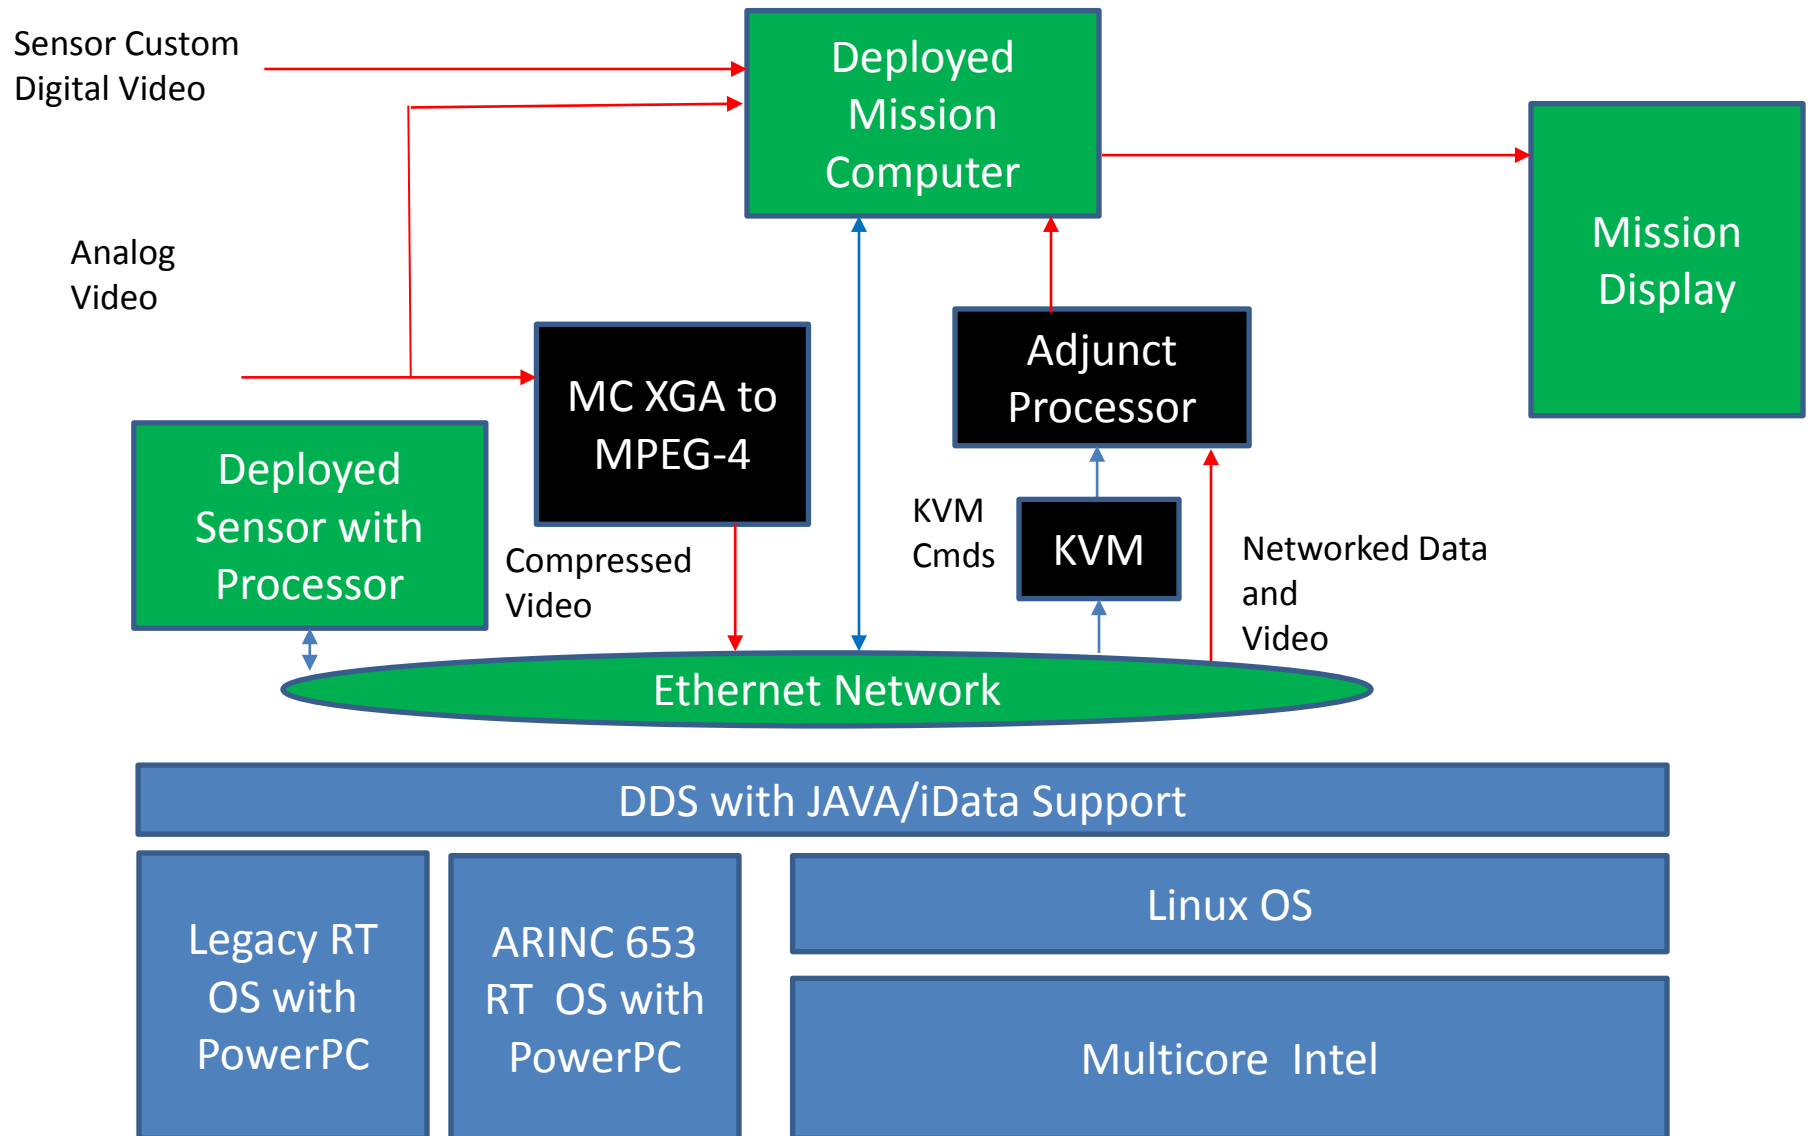 Sensor Custom
Digital Video
Deployed
Mission
Computer
Mission
Display
Analog
Video
MC XGA to
MPEG-4
Adjunct
Processor
Deployed
Sensor with
Processor
Compressed
Video
KVM
Cmds
KVM
Networked Data
and
Video
Ethernet Network
DDS with JAVA/iData Support
Legacy RT
OS with
PowerPC
ARINC 653
RT OS with
PowerPC
Linux OS
Multicore Intel